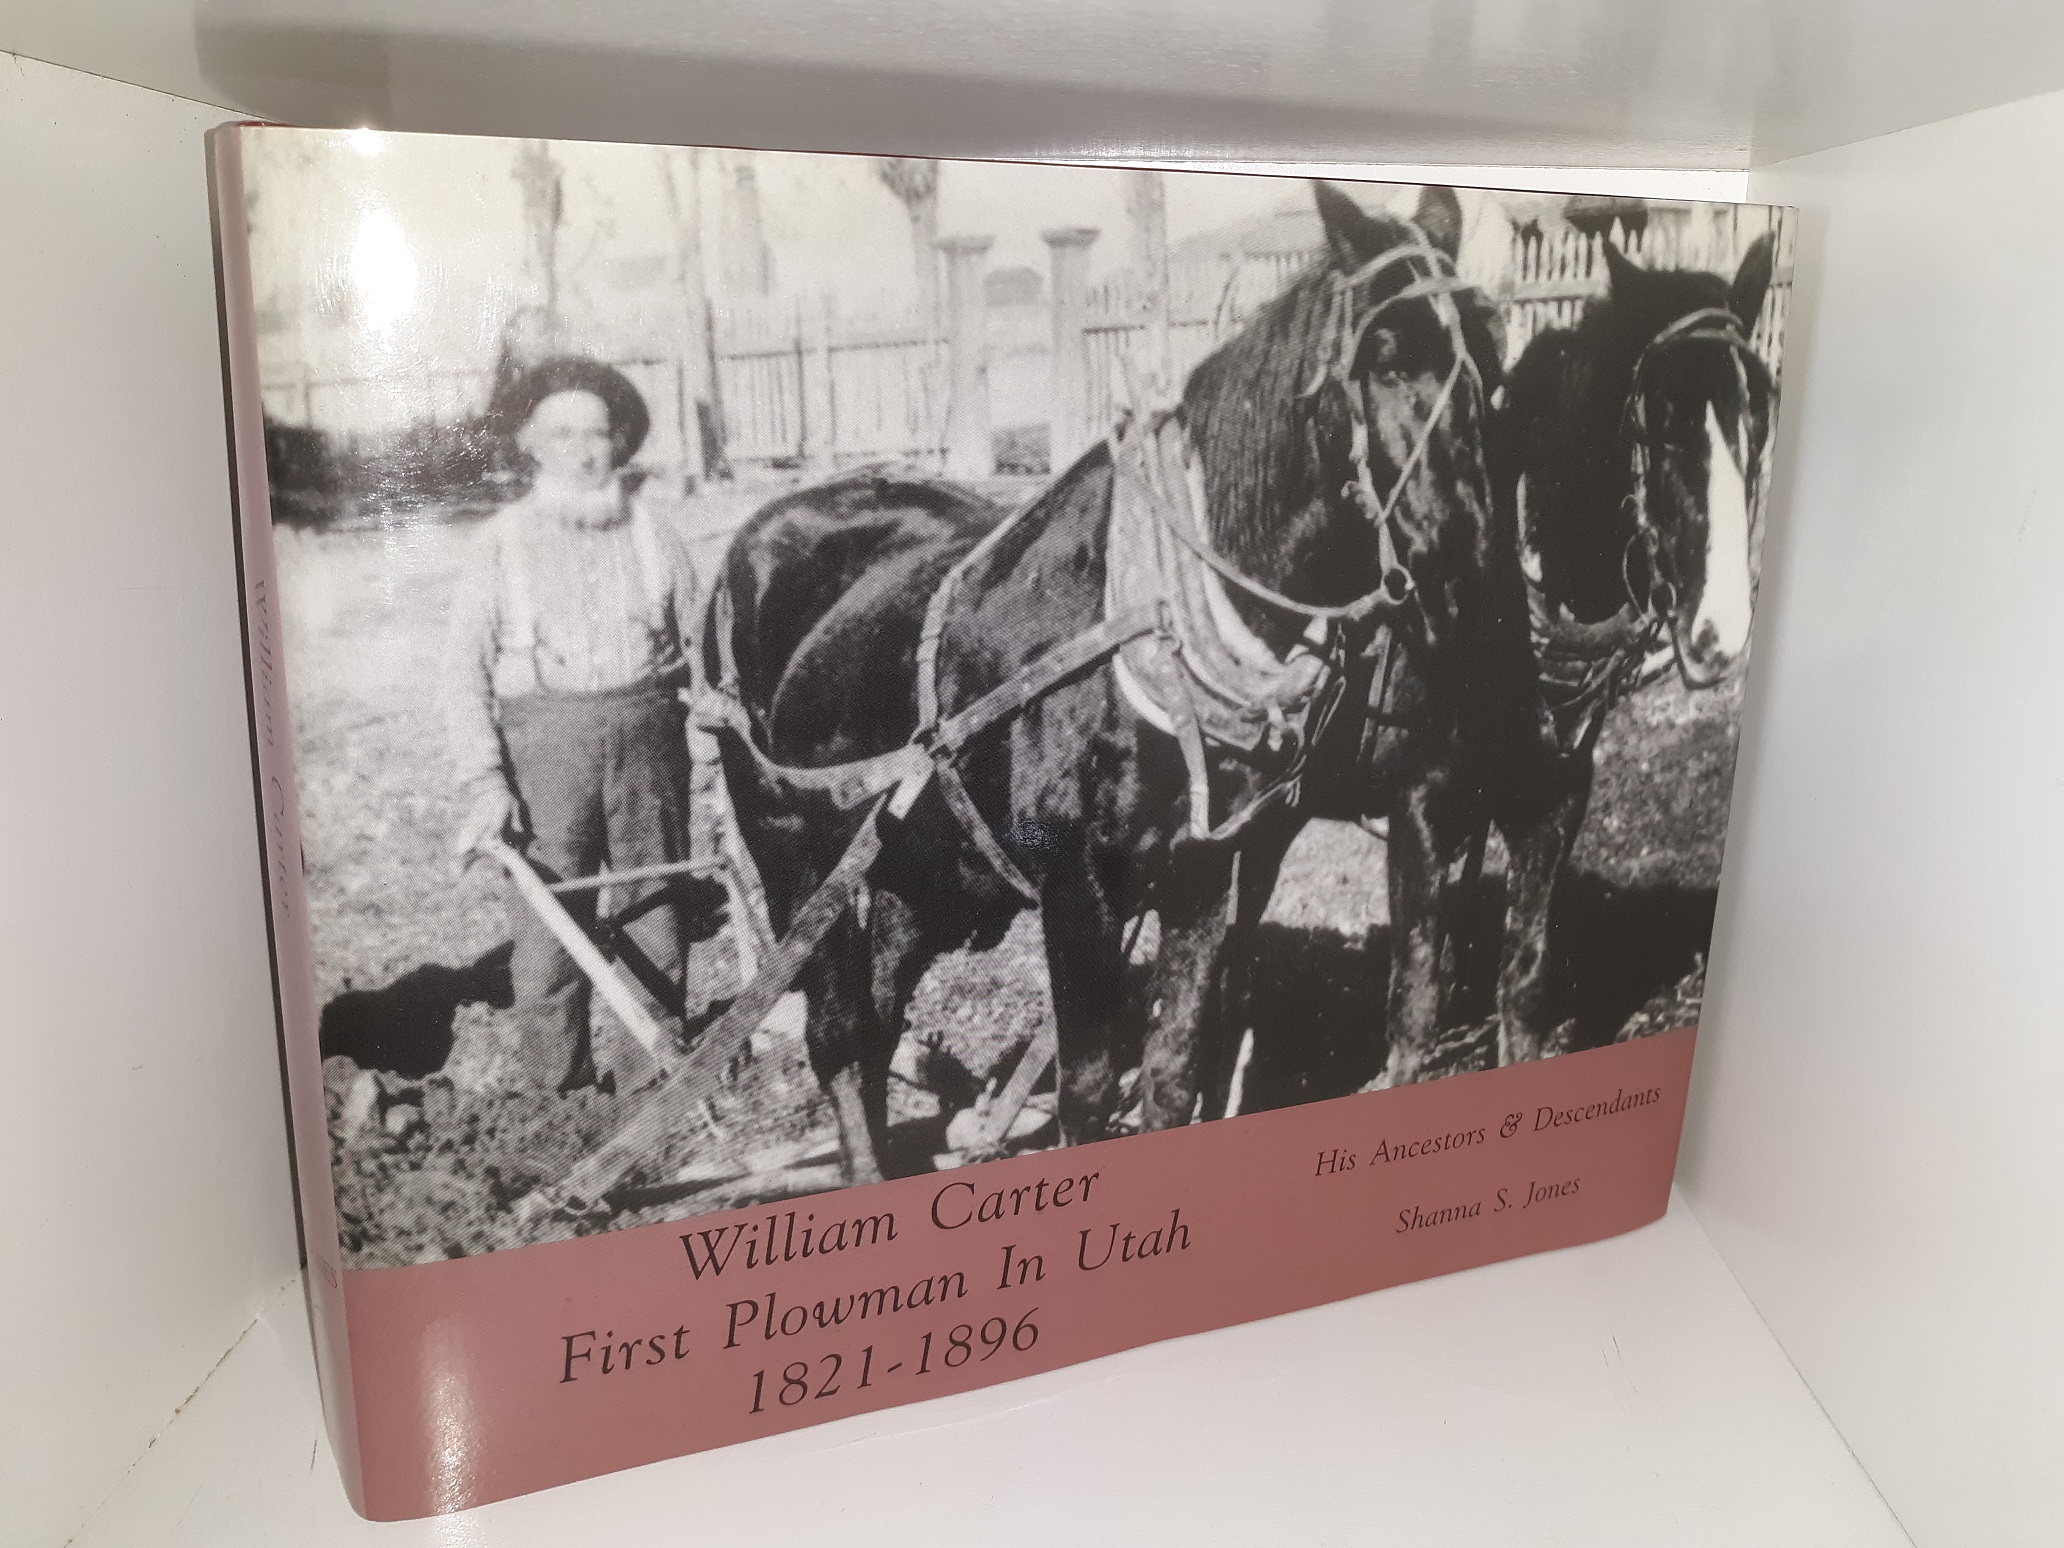 William Carter
William Carter
First Plowman In Utah
1821-1896
His Ancestors & Descendants
Shanna S. Jones